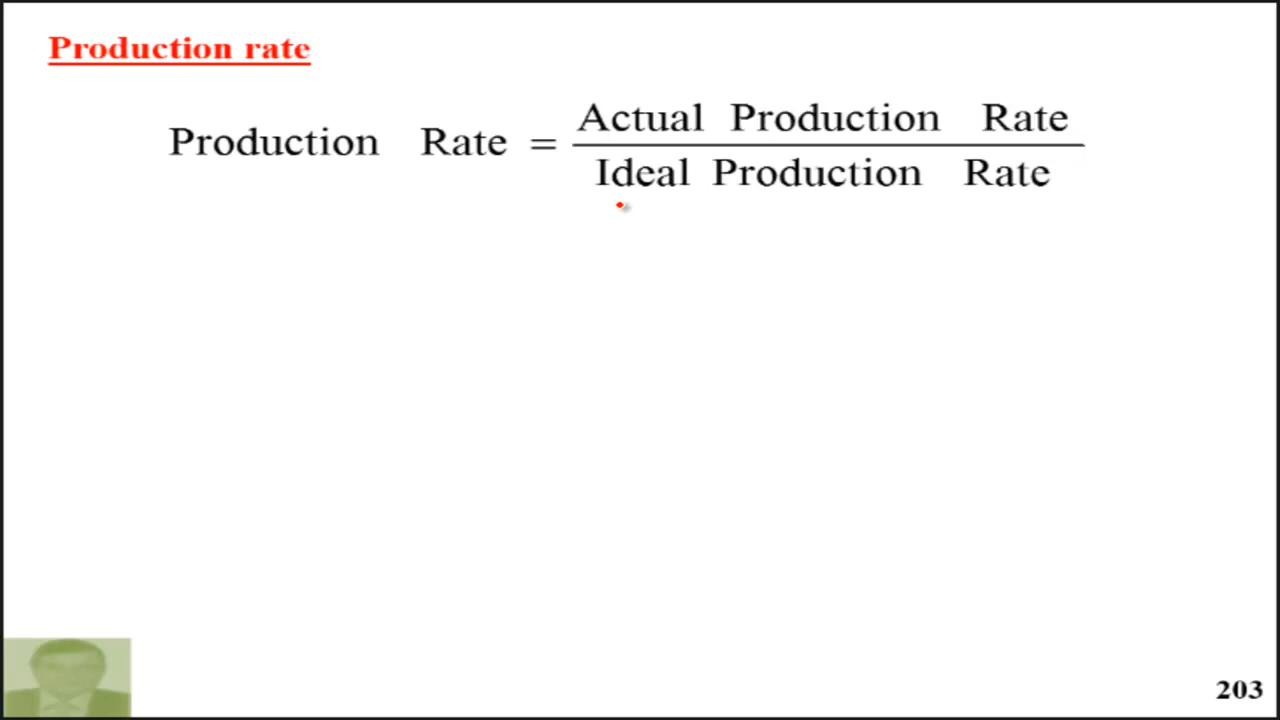 Production rate
Production Rate = Actual Production Rate
Ideal Production Rate
203